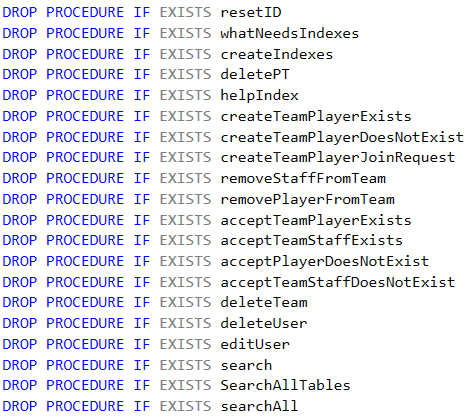 DROP PROCEDURE IF EXISTS resetID
DROP PROCEDURE IF EXISTS whatNeedsIndexes
DROP PROCEDURE IF EXISTS createIndexes
DROP PROCEDURE IF EXISTS deletePT
DROP PROCEDURE IF EXISTS helpIndex
DROP PROCEDURE IF EXISTS createTeamPlayerExists
DROP PROCEDURE IF EXISTS createTeamPlayerDoesNotExist
DROP PROCEDURE IF EXISTS createTeamPlayerJoinRequest
DROP PROCEDURE IF EXISTS removeStaffFromTeam
DROP PROCEDURE IF EXISTS removePlayerFromTeam
DROP PROCEDURE IF EXISTS acceptTeamPlayerExists
DROP PROCEDURE IF EXISTS acceptTeamStaffExists
DROP PROCEDURE IF EXISTS acceptPlayerDoesNotExist
DROP PROCEDURE IF EXISTS acceptTeamStaffDoesNotExist
DROP PROCEDURE IF EXISTS deleteTeam
DROP PROCEDURE IF EXISTS deleteUser
DROP PROCEDURE IF EXISTS editUser
DROP PROCEDURE IF EXISTS search
DROP PROCEDURE IF EXISTS SearchAllTables
DROP PROCEDURE IF EXISTS searchAll